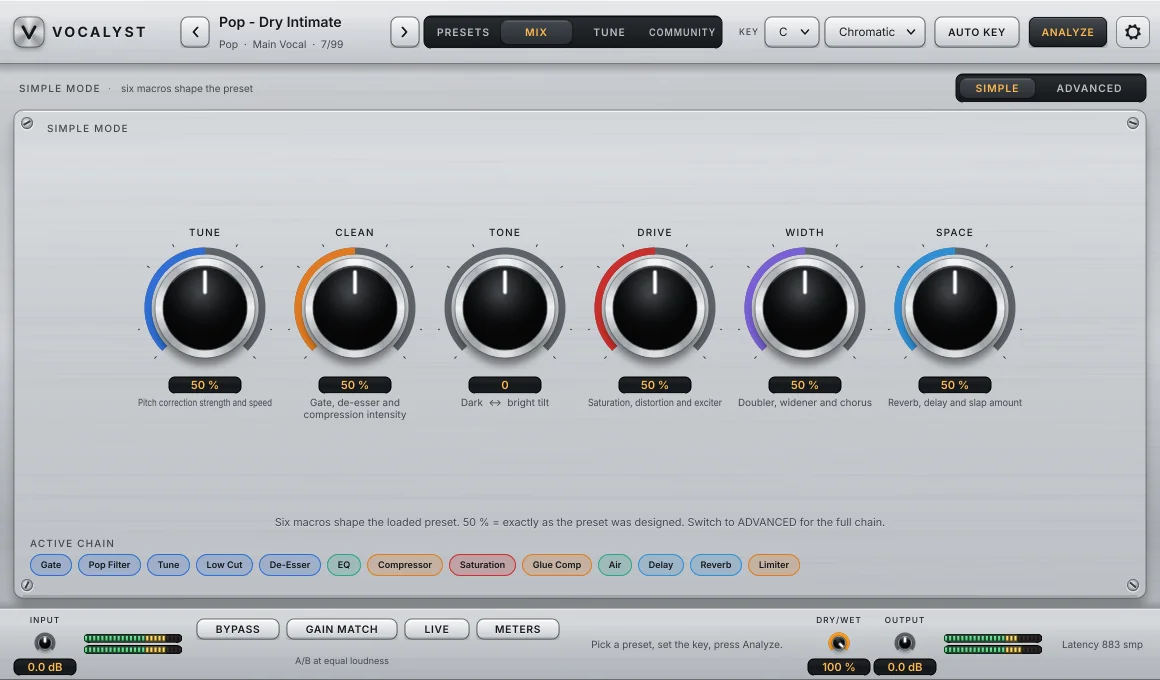 VOCALYST
Pop - Dry Intimate
Pop · Main Vocal · 7/99
PRESETS MIX TUNE COMMUNITY
KEY C Chromatic AUTO KEY ANALYZE
SIMPLE MODE · six macros shape the preset
SIMPLE ADVANCED
SIMPLE MODE
TUNE CLEAN TONE DRIVE WIDTH SPACE
50 % 50 % 0 50 % 50 % 50 %
Pitch correction strength and speed
Gate, de-esser and
compression intensity
Dark ↔ bright tilt
Saturation, distortion and exciter
Doubler, widener and chorus
Reverb, delay and slap amount
Six macros shape the loaded preset. 50 % = exactly as the preset was designed. Switch to ADVANCED for the full chain.
ACTIVE CHAIN
Gate Pop Filter Tune Low Cut De-Esser EQ Compressor Saturation Glue Comp Air Delay Reverb Limiter
INPUT
0.0 dB
BYPASS GAIN MATCH LIVE METERS
A/B at equal loudness
Pick a preset, set the key, press Analyze.
DRY/WET OUTPUT
100 % 0.0 dB
Latency 883 smp